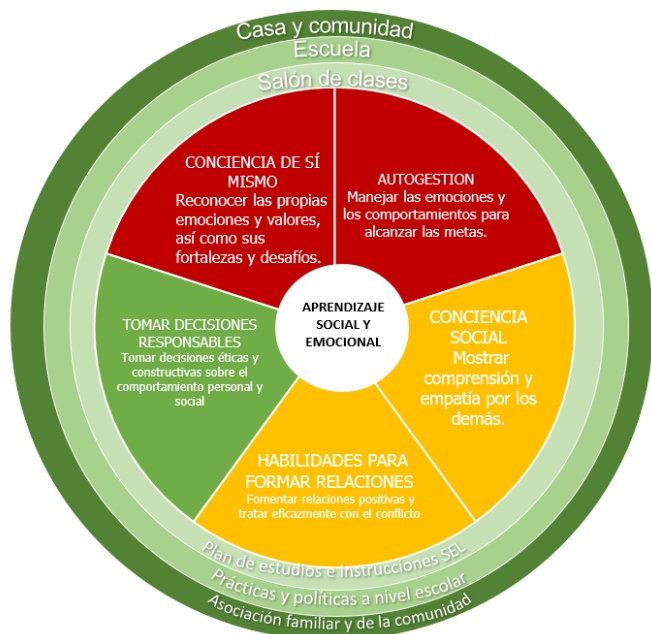 Casa y comunidad
Escuela
Salón de clases
CONCIENCIA DE SÍ
MISMO
Reconocer las propias
emociones y valores,
así como sus
fortalezas y desafíos.
AUTOGESTION
Manejar las emociones y
los comportamientos para
alcanzar las metas.
APRENDIZAJE
SOCIAL Y
EMOCIONAL
TOMAR DECISIONES
RESPONSABLES
Tomar decisiones éticas y
constructivas sobre el
comportamiento personal y
social
CONCIENCIA
SOCIAL
Mostrar
comprensión y
empatía por los
demás.
HABILIDADES PARA
FORMAR RELACIONES
Fomentar relaciones positivas y
tratar eficazmente con el conflicto
Plan de estudios e instrucciones SEL
Prácticas y políticas a nivel escolar
Asociación familiar y de la comunidad